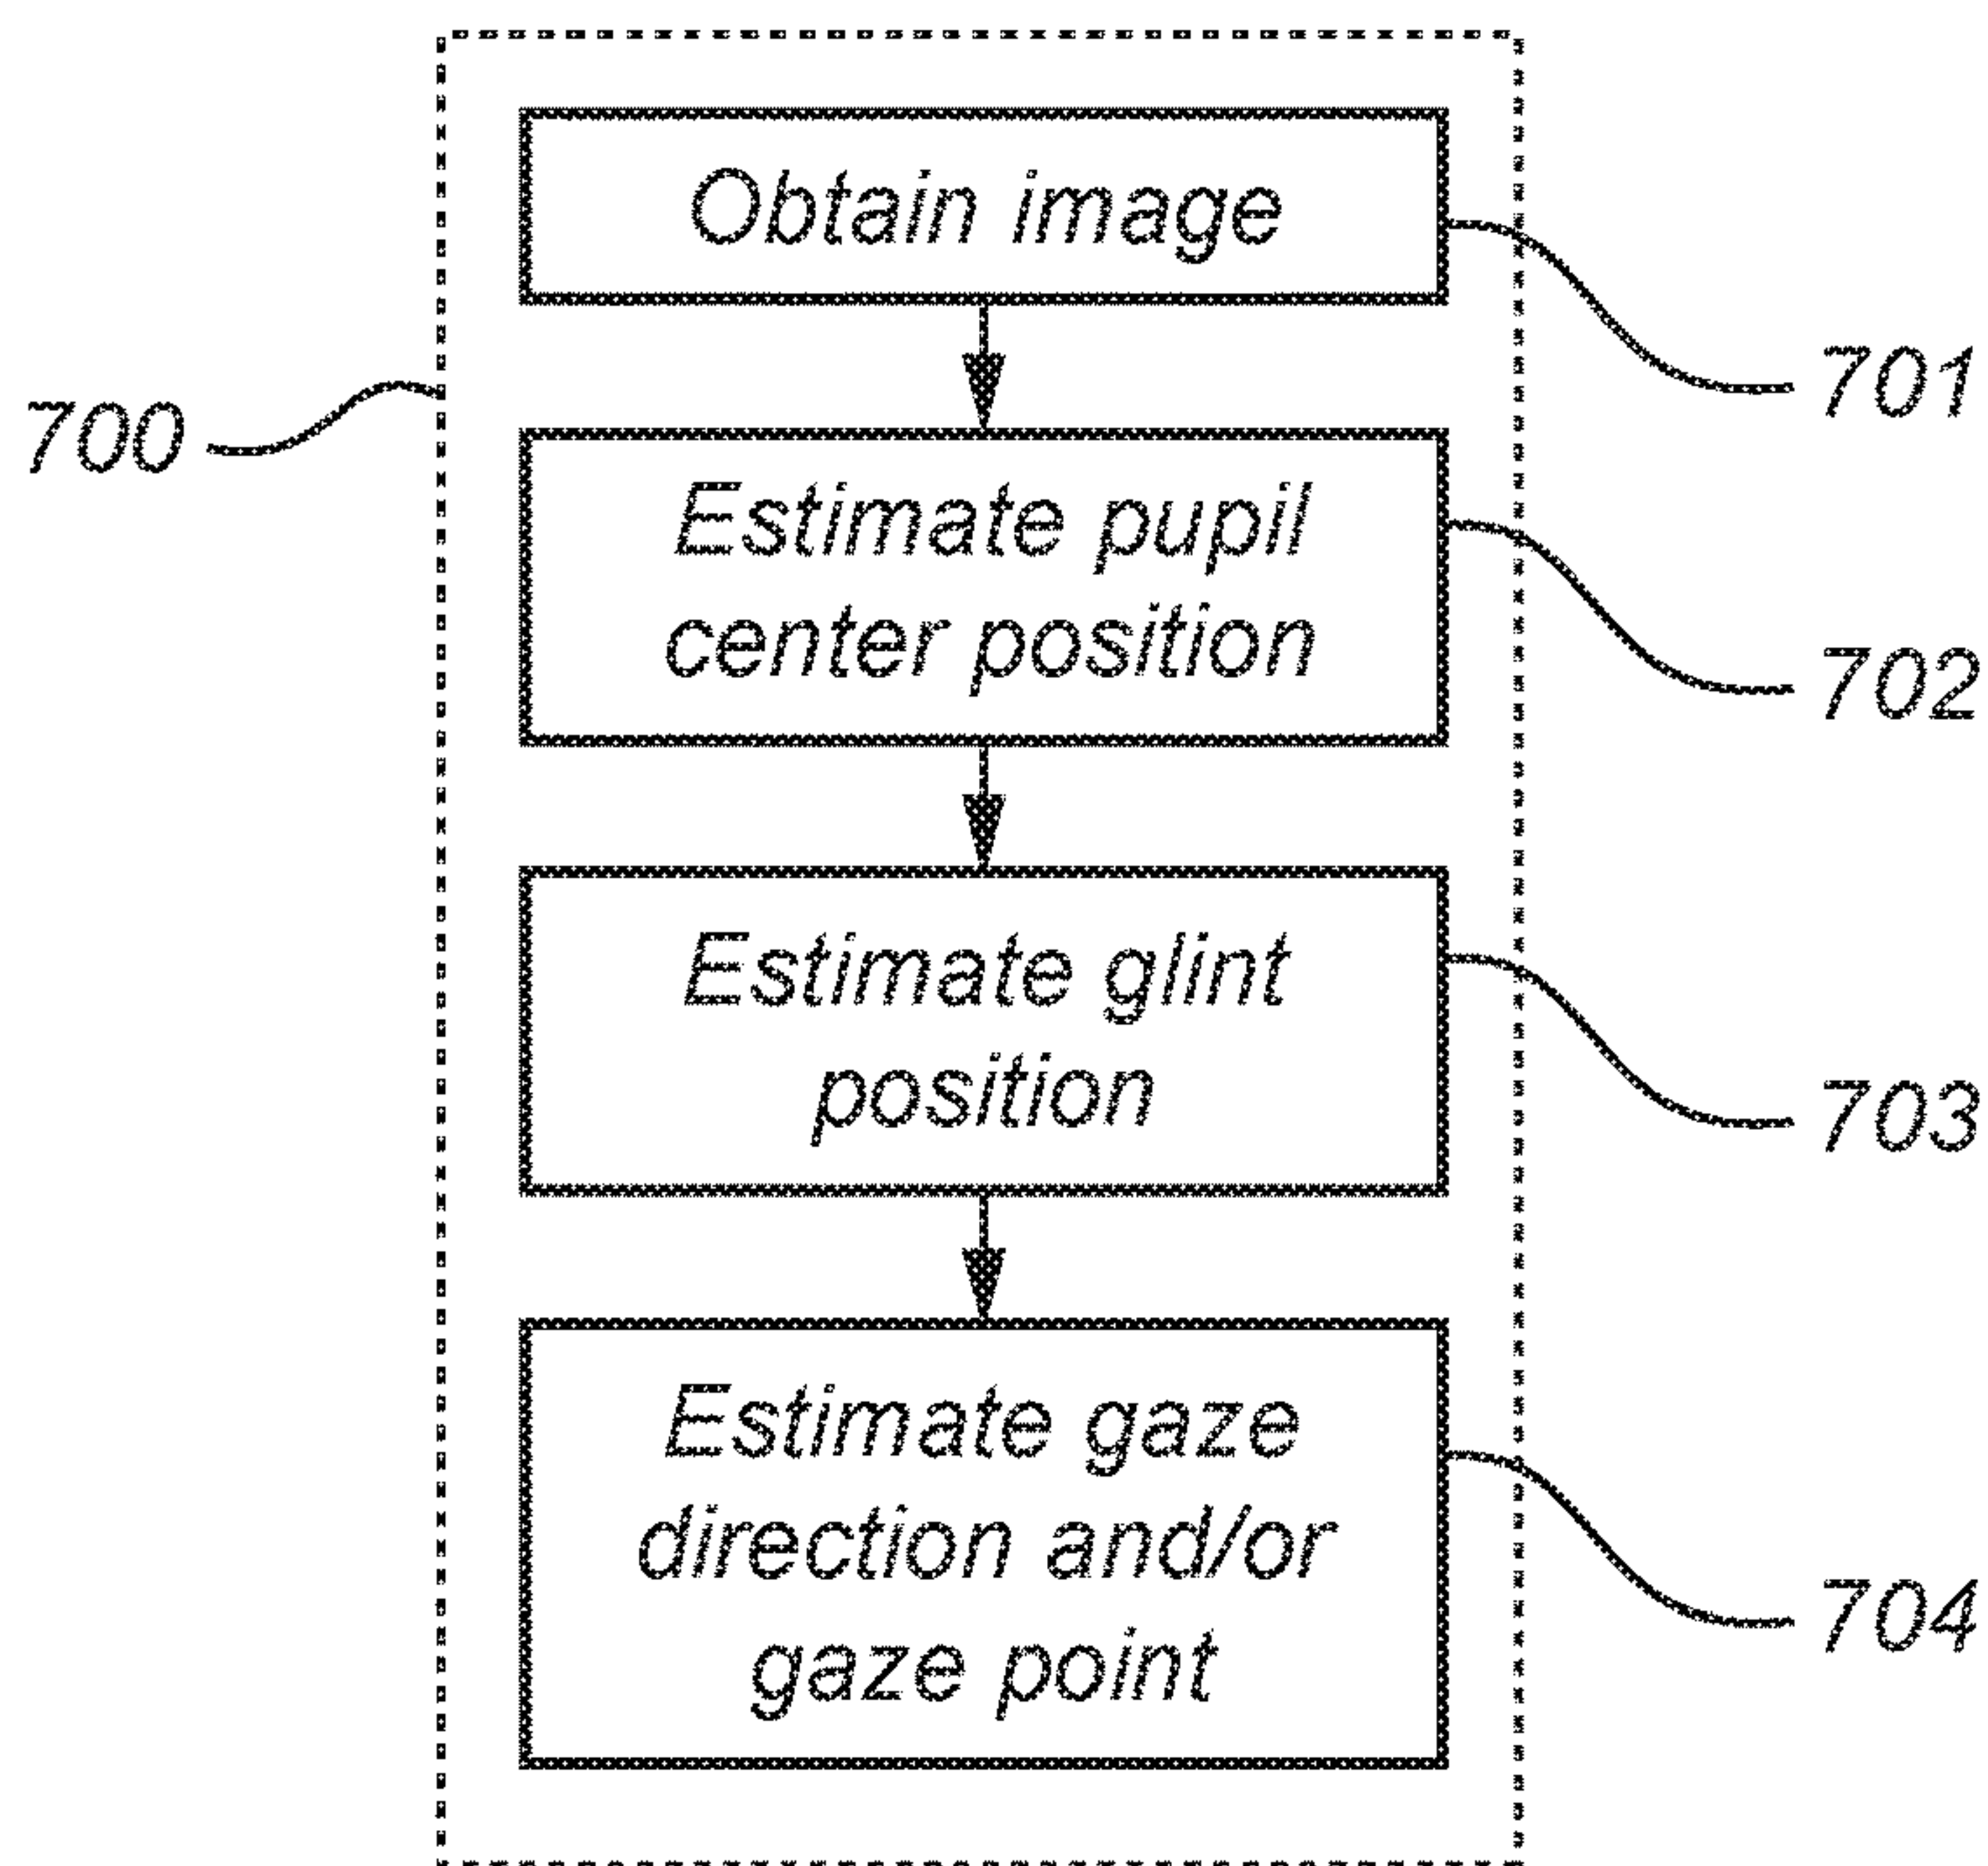 Obtain image
701
700
Estimate pupil
center position
702
Estimate glint
position
703
Estimate gaze
direction and/or
gaze point
704